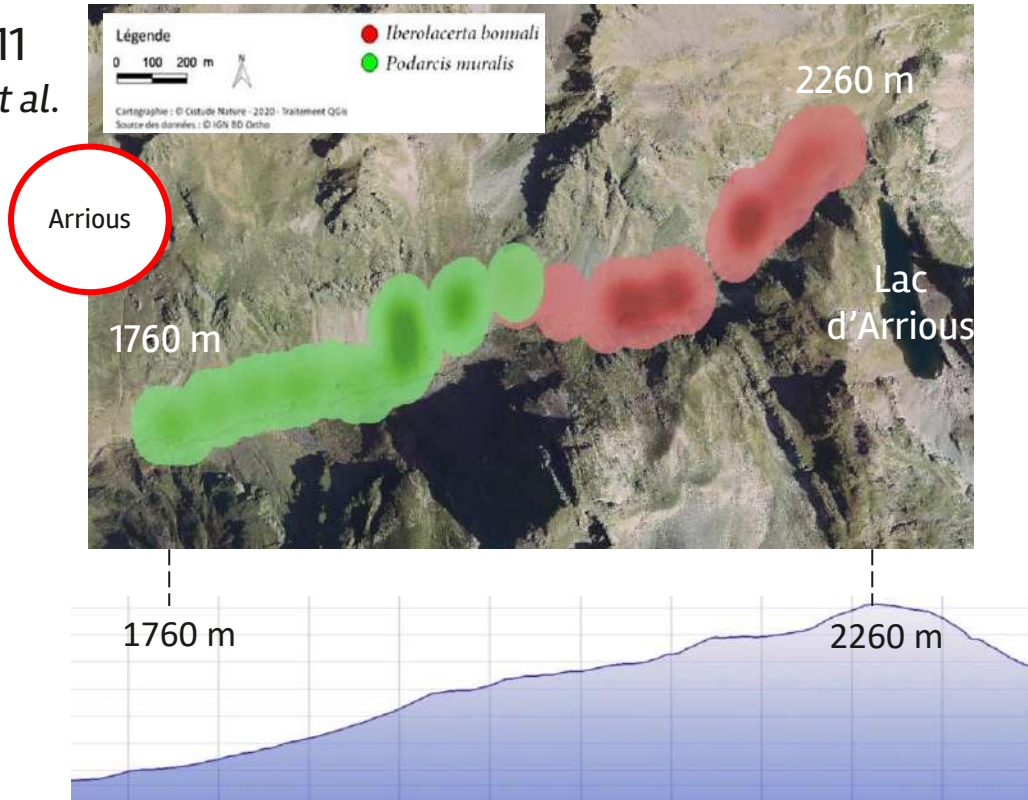 11
t al.
Légende
0 100 200 m
N
Iberolacerta bonnali
Podarcis muralis
Cartographie : © Cistude Nature - 2020 - Traitement QGis
Source des données : © IGN BD Ortho
2260 m
Arrious
Lac
d’Arrious
1760 m
1760 m
2260 m